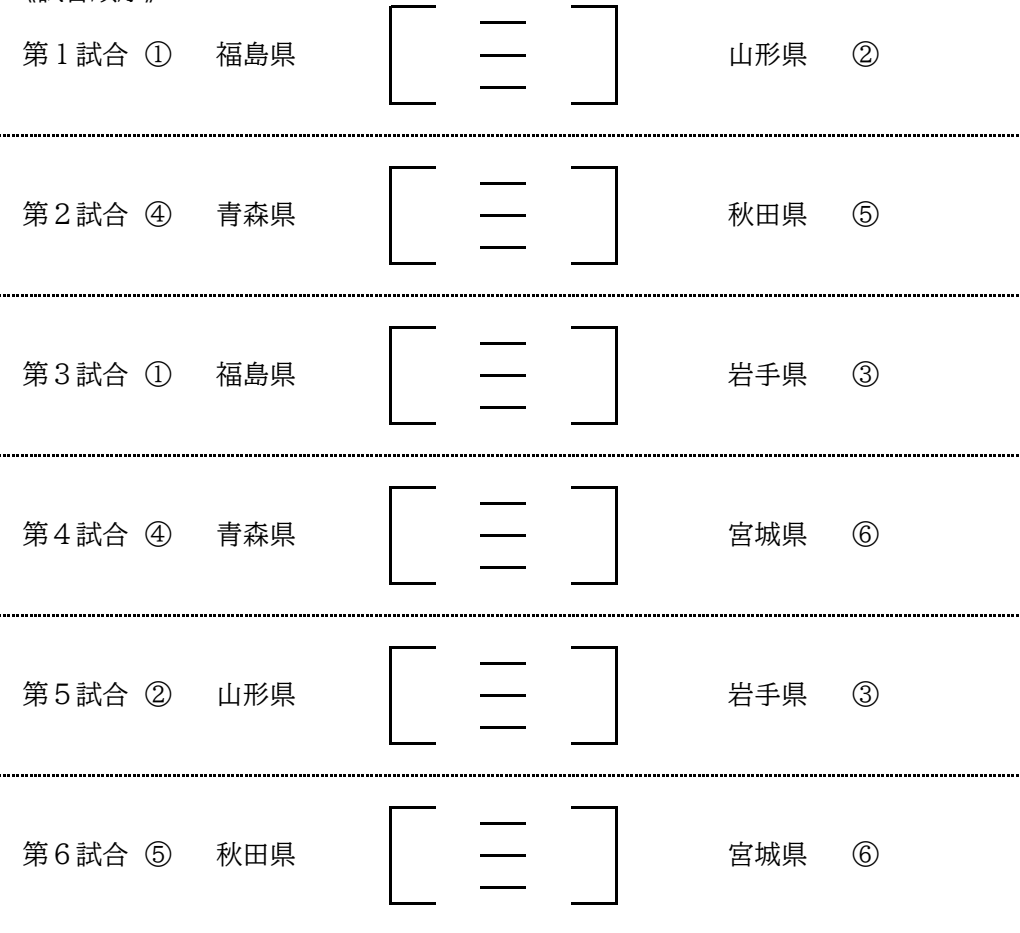 第１試合 ① 福島県 山形県 ②
第２試合 ④ 青森県 秋田県 ⑤
第３試合 ① 福島県 岩手県 ③
第４試合 ④ 青森県 宮城県 ⑥
第５試合 ② 山形県 岩手県 ③
第６試合 ⑤ 秋田県 宮城県 ⑥